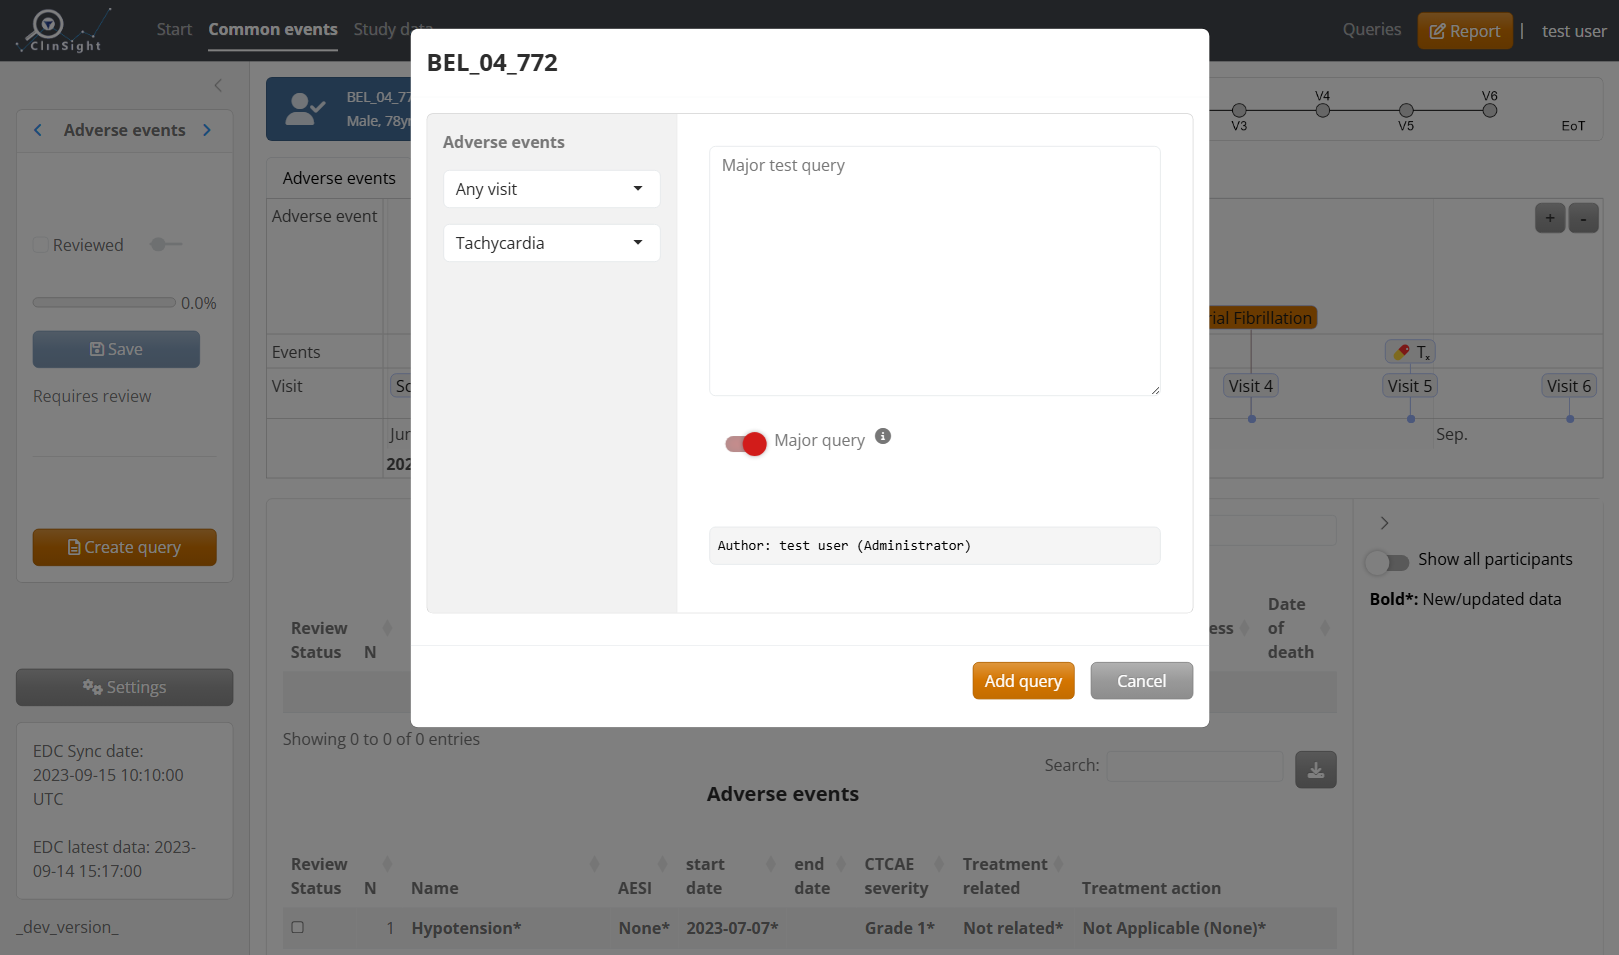 ClinSight
Start
Common events
Study data
Queries
Report
|
test user
BEL_04_772
Adverse events
Reviewed
0.0%
Save
Requires review
Create query
Settings
EDC Sync date:
2023-09-15 10:10:00
UTC
EDC latest data: 2023-
09-14 15:17:00
_dev_version_
BEL_04_77
Male, 78yr
V3
V4
V5
V6
EoT
Adverse events
Adverse event
Events
Visit
Sc
Jun
202
Adverse events
Any visit
Tachycardia
Major test query
Major query
Author: test user (Administrator)
Add query
Cancel
+
-
rial Fibrillation
Tx
Visit 4
Visit 5
Visit 6
Sep.
Show all participants
Bold*: New/updated data
Review
Status
N
ess
Date
of
death
Showing 0 to 0 of 0 entries
Search:
Adverse events
Review
Status
N
Name
AESI
start
date
end
date
CTCAE
severity
Treatment
related
Treatment action
1
Hypotension*
None*
2023-07-07*
Grade 1*
Not related*
Not Applicable (None)*